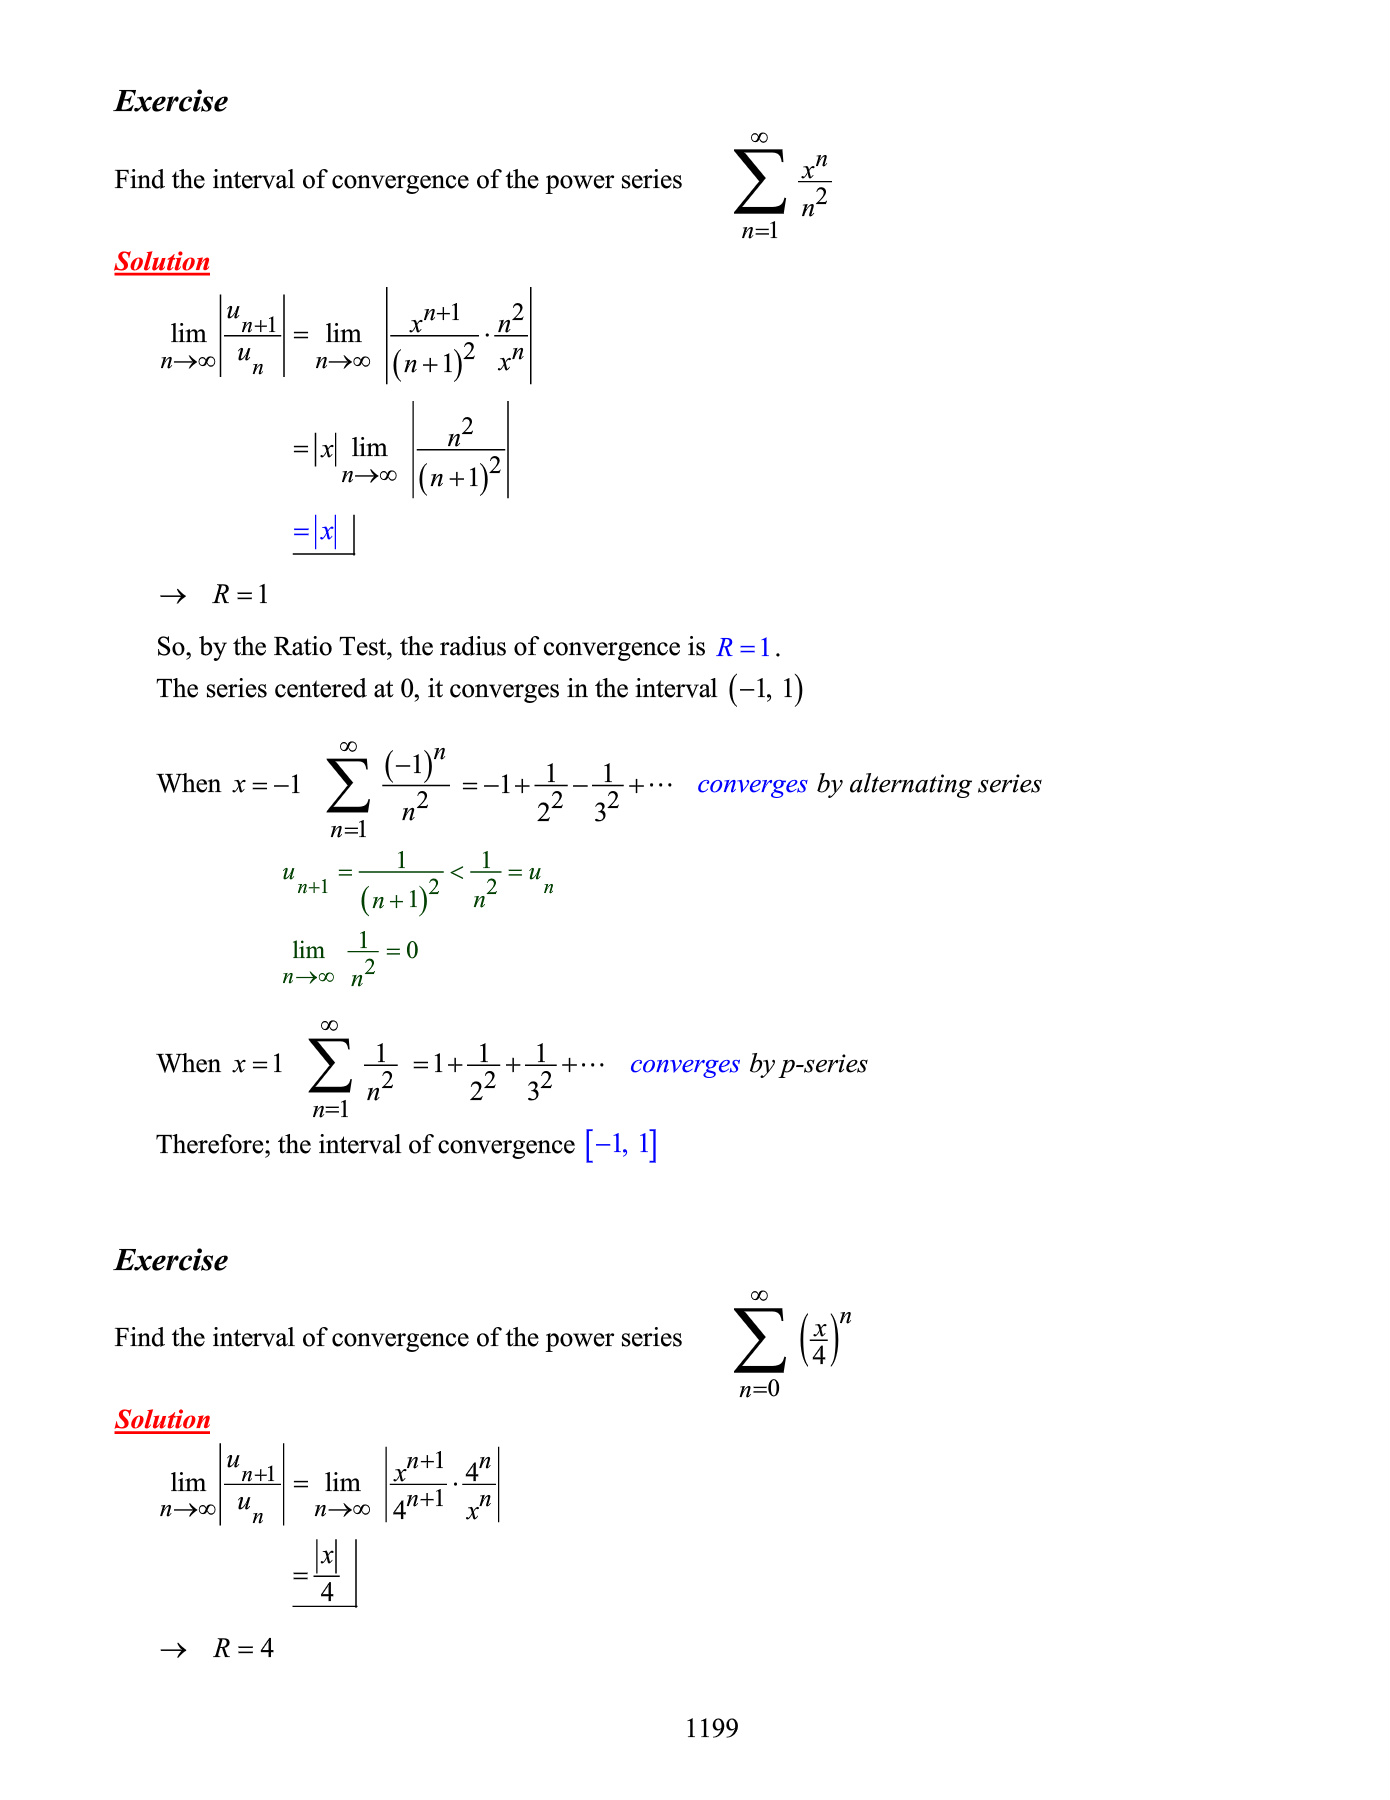 Exercise
Find the interval of convergence of the power series $\sum_{n=1}^{\infty} \frac{x^n}{n^2}$
Solution
$\lim_{n\to\infty} \left| \frac{u_{n+1}}{u_n} \right| = \lim_{n\to\infty} \left| \frac{x^{n+1}}{(n+1)^2} \cdot \frac{n^2}{x^n} \right|$
$= |x| \lim_{n\to\infty} \left| \frac{n^2}{(n+1)^2} \right|$
$= |x|$
→ R = 1
So, by the Ratio Test, the radius of convergence is R = 1.
The series centered at 0, it converges in the interval (−1, 1)
When x = −1 $\sum_{n=1}^{\infty} \frac{(-1)^n}{n^2} = -1 + \frac{1}{2^2} - \frac{1}{3^2} + \cdots$ converges by alternating series
$u_{n+1} = \frac{1}{(n+1)^2} < \frac{1}{n^2} = u_n$
$\lim_{n\to\infty} \frac{1}{n^2} = 0$
When x = 1 $\sum_{n=1}^{\infty} \frac{1}{n^2} = 1 + \frac{1}{2^2} + \frac{1}{3^2} + \cdots$ converges by p-series
Therefore; the interval of convergence [−1, 1]
Exercise
Find the interval of convergence of the power series $\sum_{n=0}^{\infty} \left( \frac{x}{4} \right)^n$
Solution
$\lim_{n\to\infty} \left| \frac{u_{n+1}}{u_n} \right| = \lim_{n\to\infty} \left| \frac{x^{n+1}}{4^{n+1}} \cdot \frac{4^n}{x^n} \right|$
$= \frac{|x|}{4}$
→ R = 4
1199